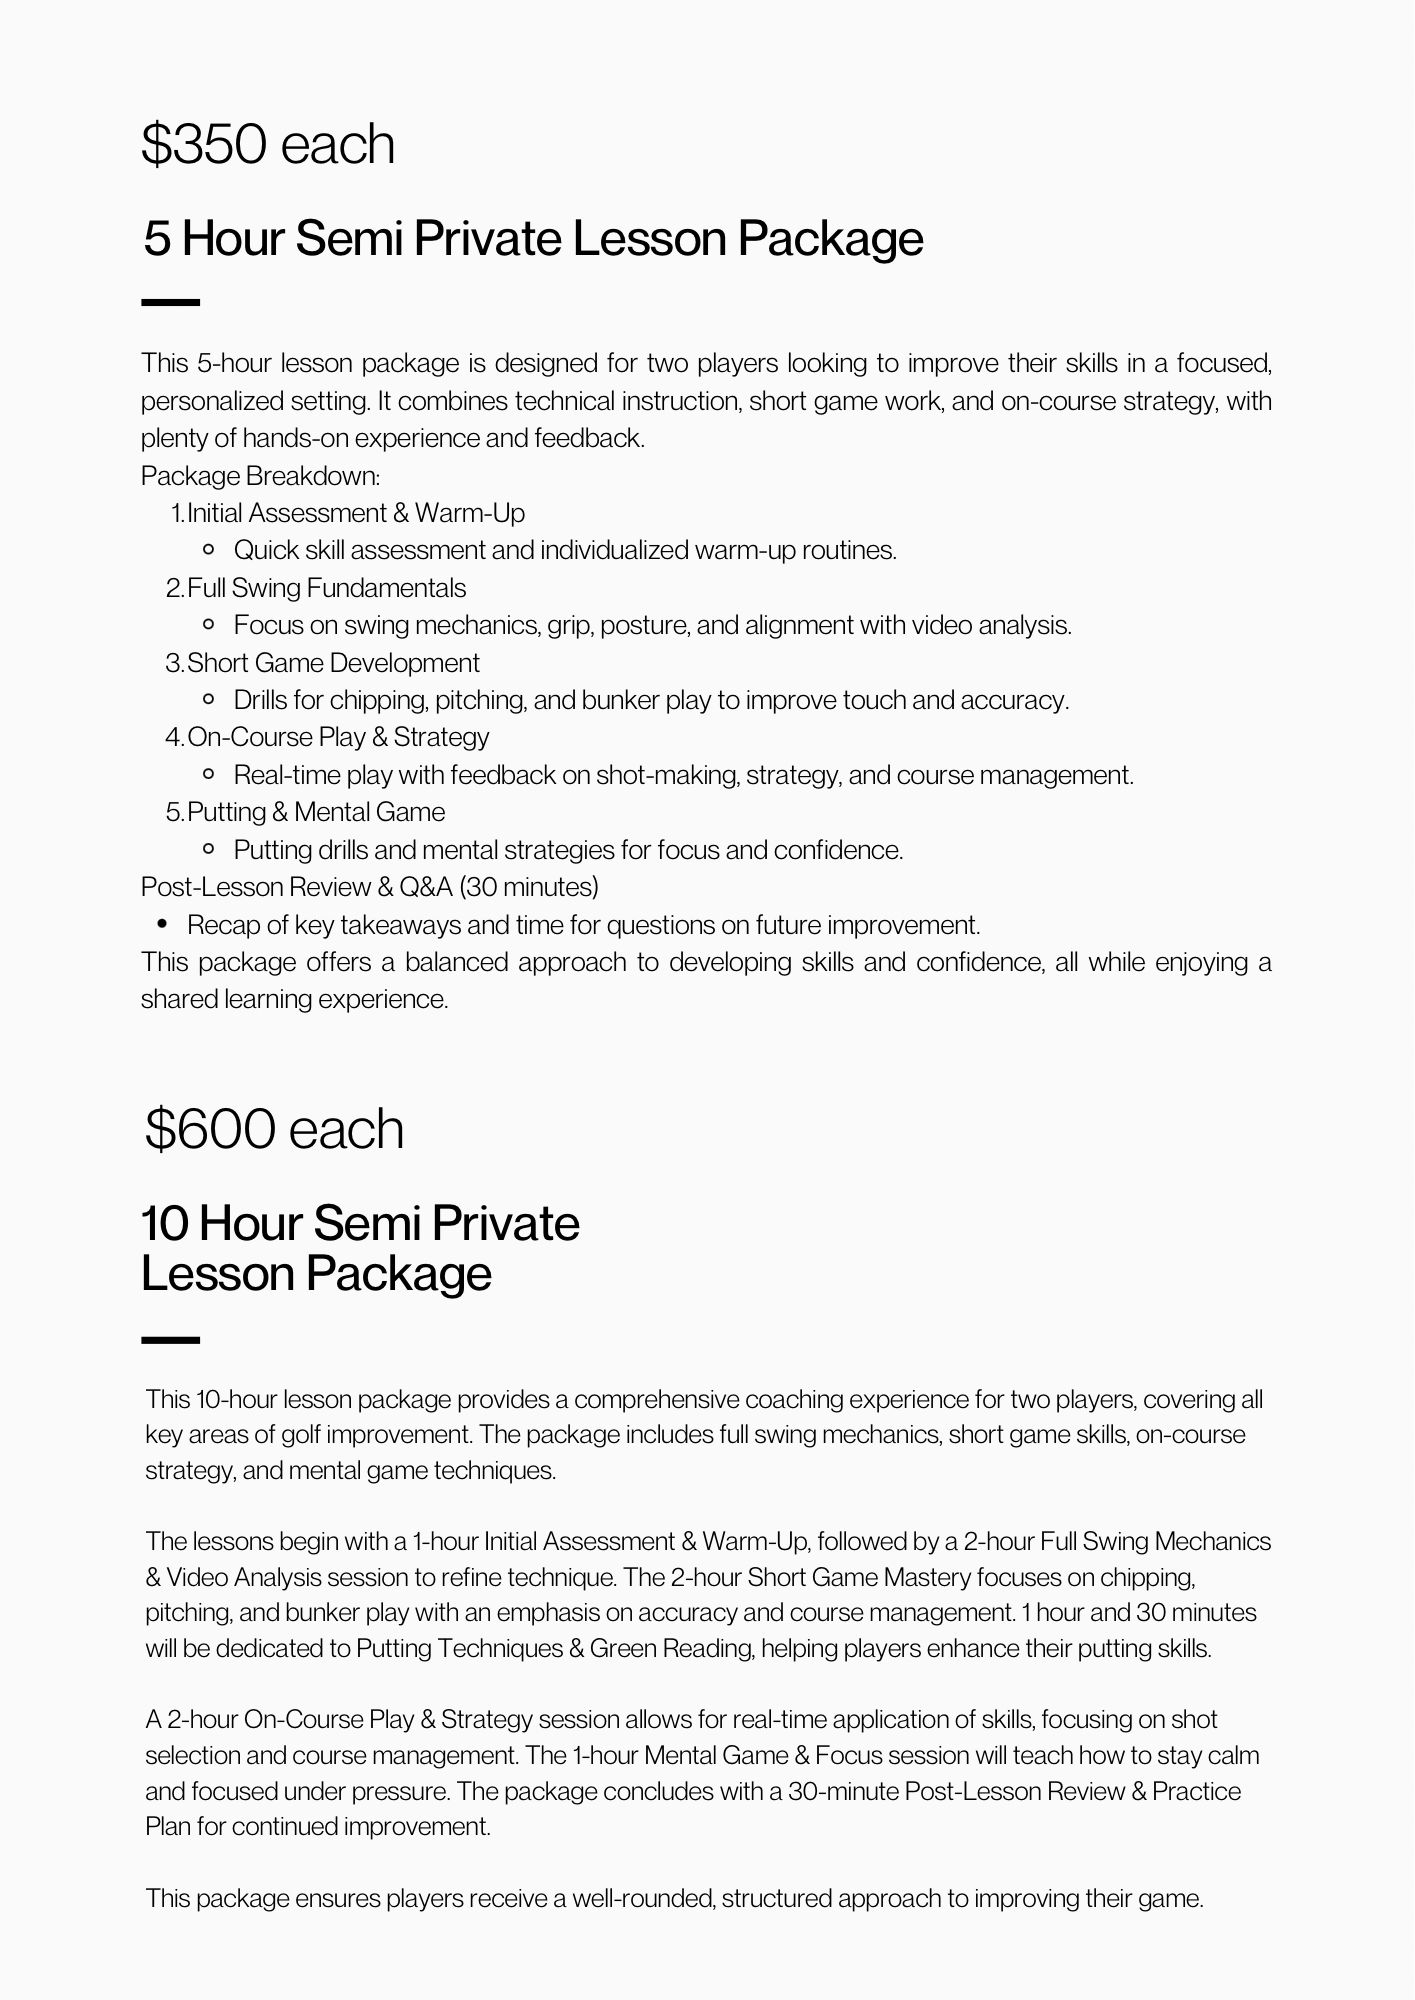 $350 each
5 Hour Semi Private Lesson Package
This 5-hour lesson package is designed for two players looking to improve their skills in a focused,
personalized setting. It combines technical instruction, short game work, and on-course strategy, with
plenty of hands-on experience and feedback.
Package Breakdown:
1. Initial Assessment & Warm-Up
○ Quick skill assessment and individualized warm-up routines.
2. Full Swing Fundamentals
○ Focus on swing mechanics, grip, posture, and alignment with video analysis.
3. Short Game Development
○ Drills for chipping, pitching, and bunker play to improve touch and accuracy.
4. On-Course Play & Strategy
○ Real-time play with feedback on shot-making, strategy, and course management.
5. Putting & Mental Game
○ Putting drills and mental strategies for focus and confidence.
Post-Lesson Review & Q&A (30 minutes)
• Recap of key takeaways and time for questions on future improvement.
This package offers a balanced approach to developing skills and confidence, all while enjoying a
shared learning experience.
$600 each
10 Hour Semi Private
Lesson Package
This 10-hour lesson package provides a comprehensive coaching experience for two players, covering all
key areas of golf improvement. The package includes full swing mechanics, short game skills, on-course
strategy, and mental game techniques.
The lessons begin with a 1-hour Initial Assessment & Warm-Up, followed by a 2-hour Full Swing Mechanics
& Video Analysis session to refine technique. The 2-hour Short Game Mastery focuses on chipping,
pitching, and bunker play with an emphasis on accuracy and course management. 1 hour and 30 minutes
will be dedicated to Putting Techniques & Green Reading, helping players enhance their putting skills.
A 2-hour On-Course Play & Strategy session allows for real-time application of skills, focusing on shot
selection and course management. The 1-hour Mental Game & Focus session will teach how to stay calm
and focused under pressure. The package concludes with a 30-minute Post-Lesson Review & Practice
Plan for continued improvement.
This package ensures players receive a well-rounded, structured approach to improving their game.